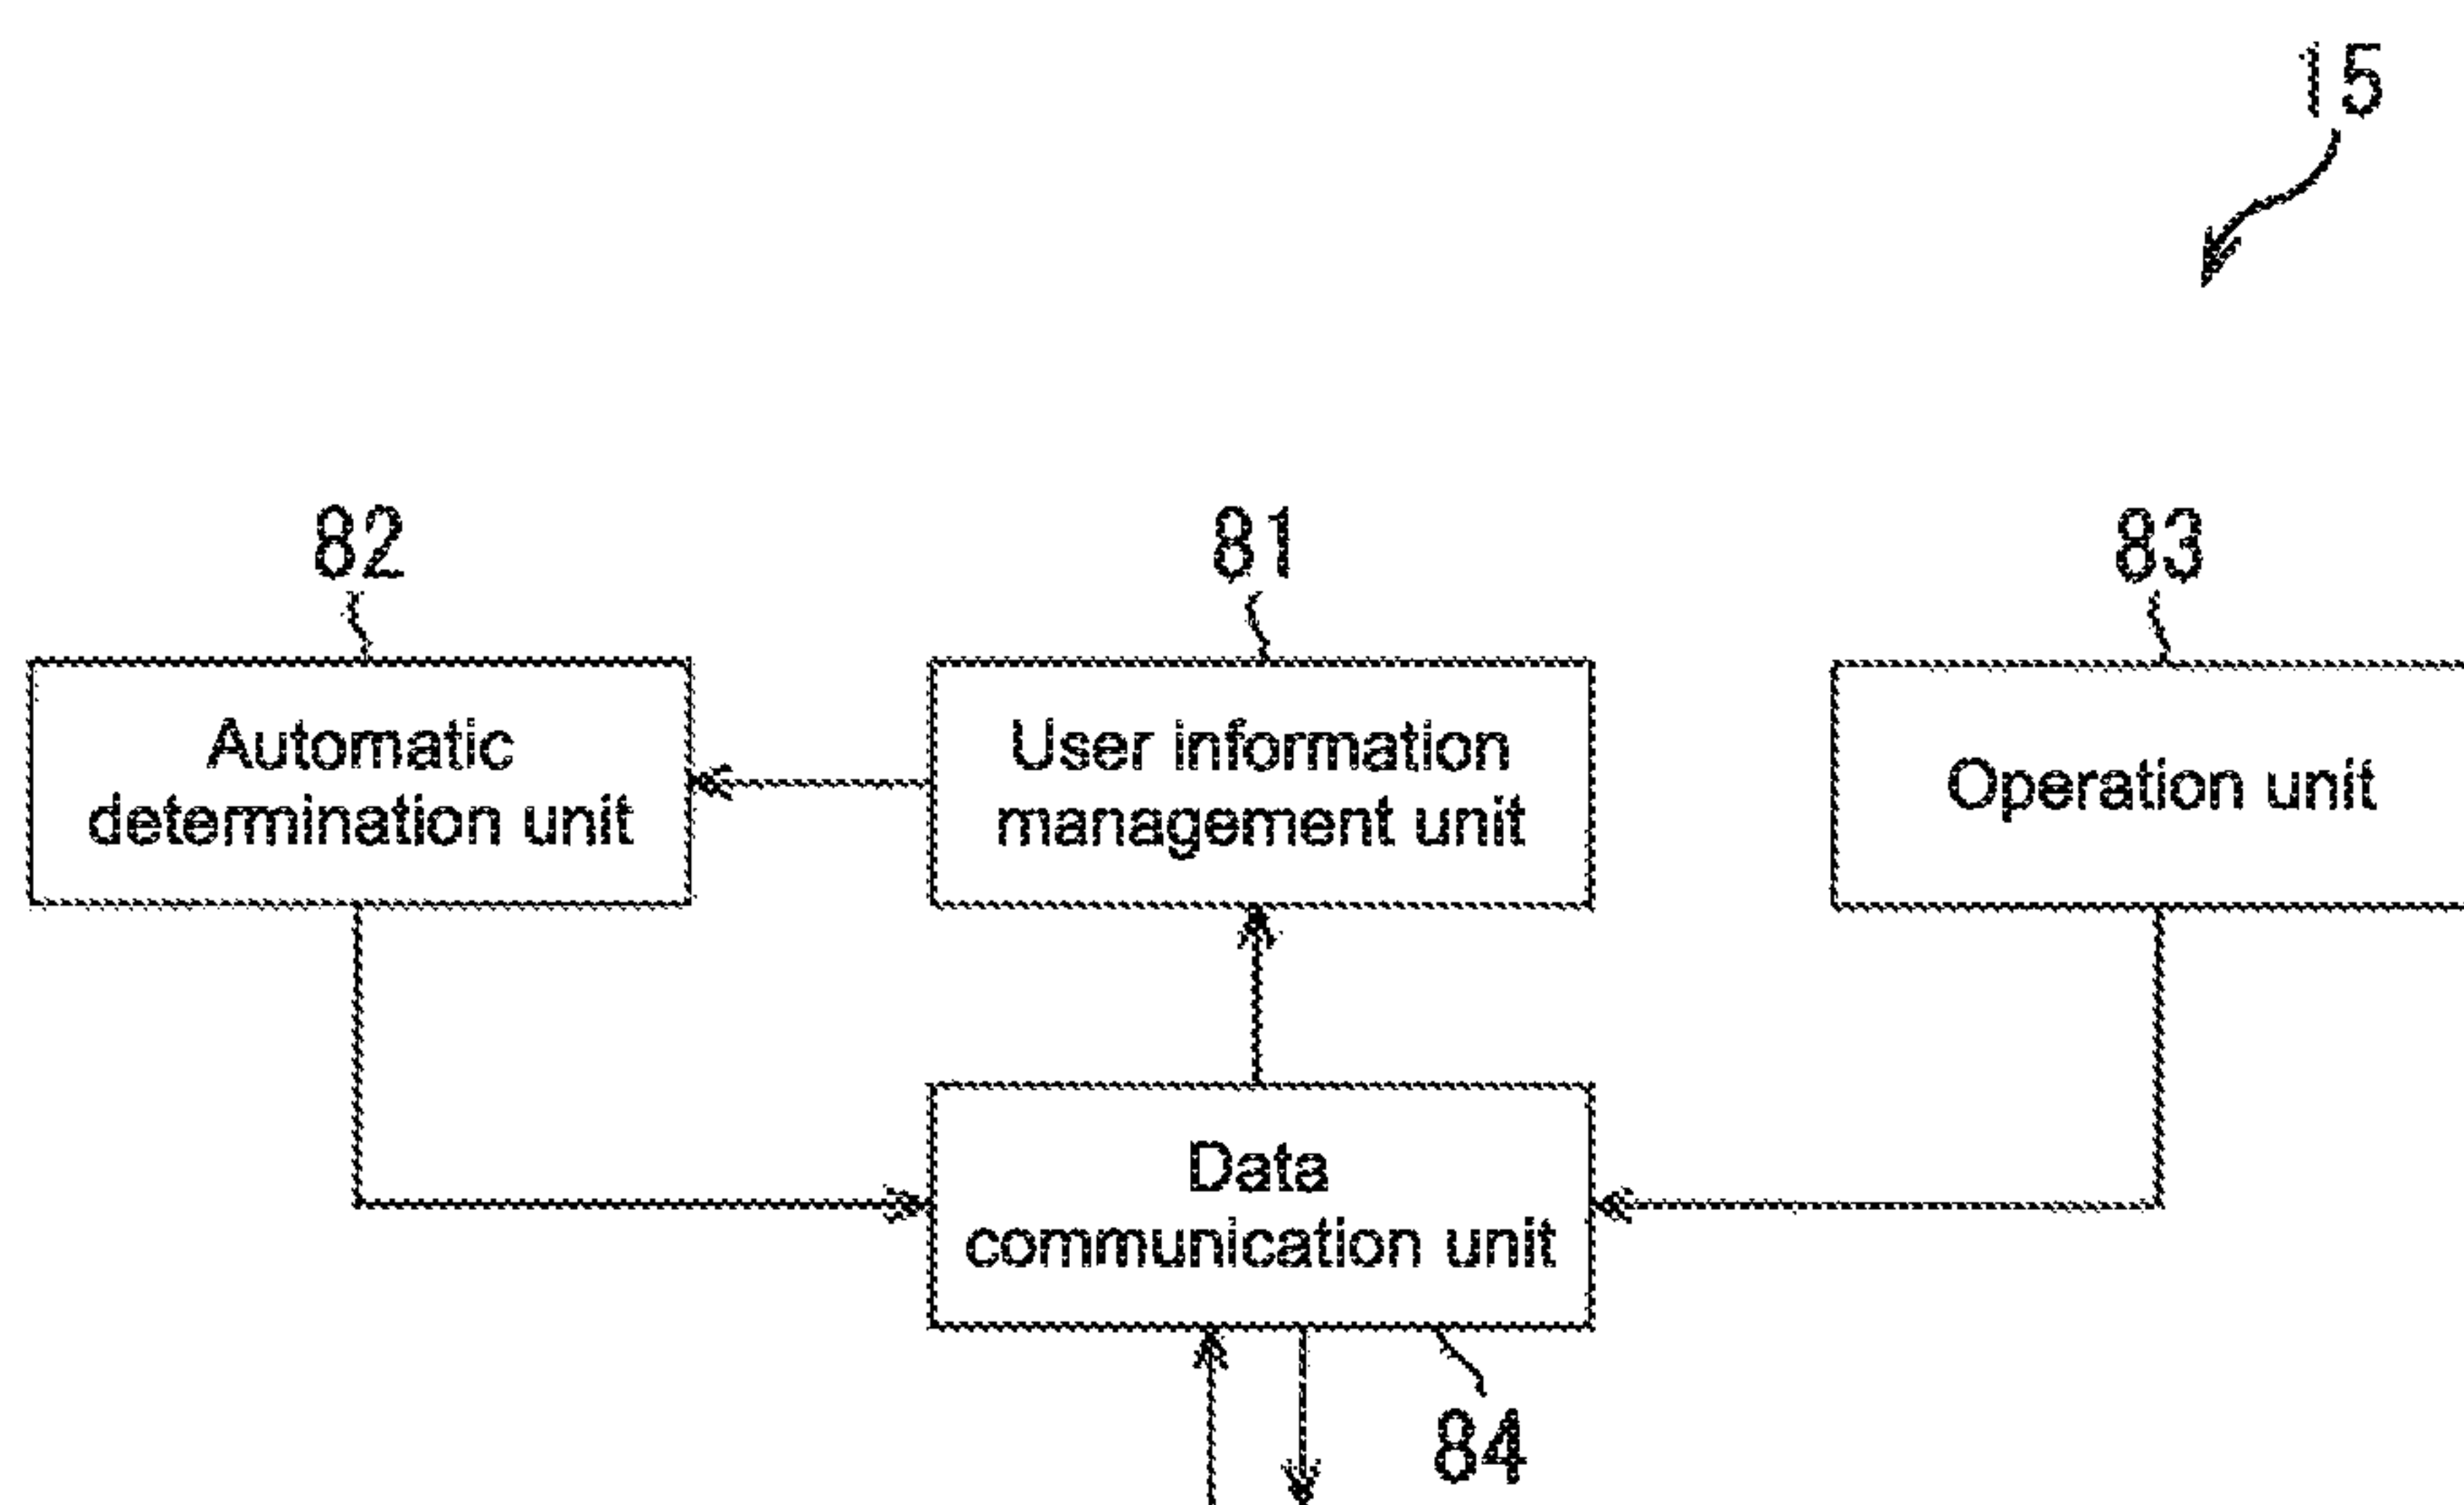 15
82
81
83
Automatic
determination unit
User information
management unit
Operation unit
Data
communication unit
84